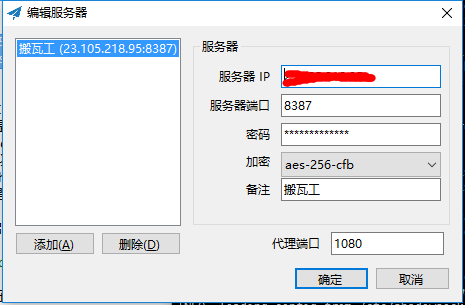 编辑服务器
搬瓦工 (23.105.218.95:8387)
服务器
服务器 IP
服务器端口 8387
密码 *************
加密 aes-256-cfb
备注 搬瓦工
添加(A) 删除(D)
代理端口 1080
确定 取消